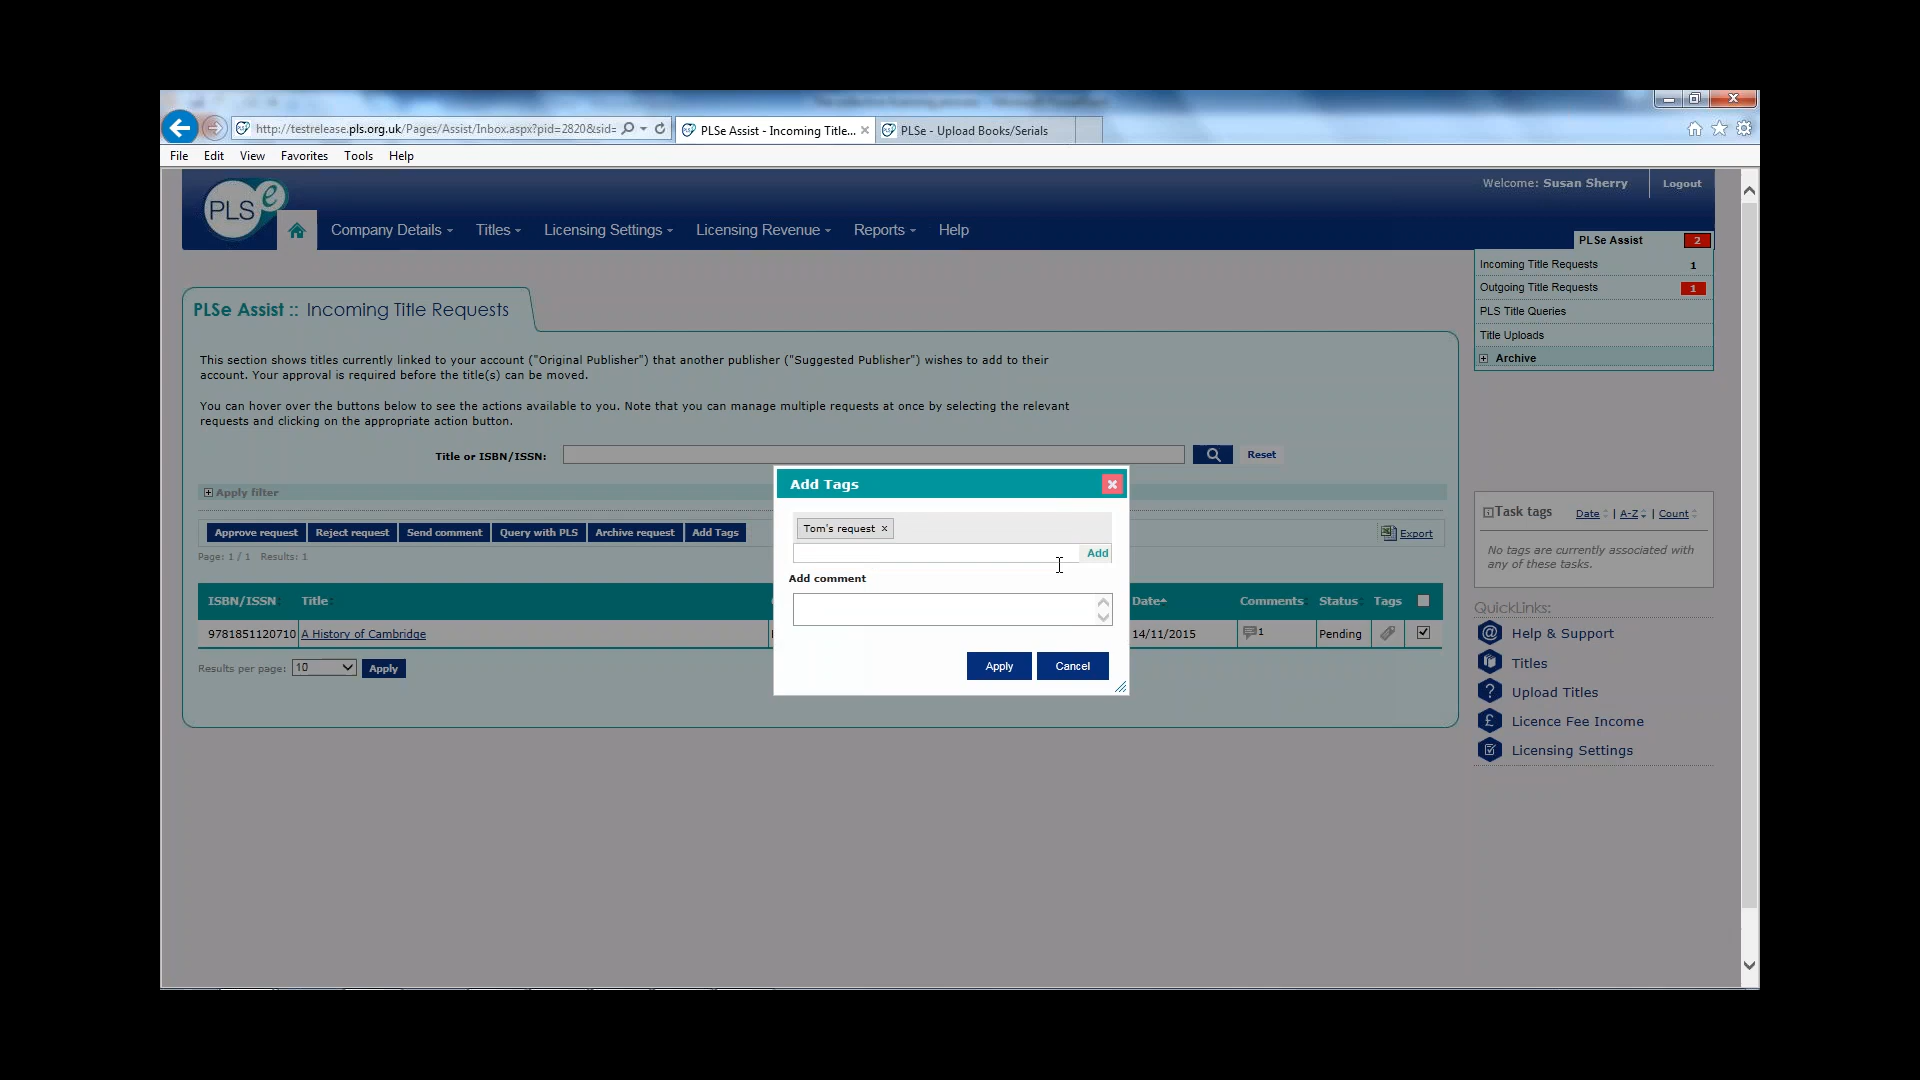 http://testrelease.pls.org.uk/Pages/Assist/Inbox.aspx?pid=2820&sid=
PLSe Assist - Incoming Title...
PLSe - Upload Books/Serials
File Edit View Favorites Tools Help
Welcome: Susan Sherry
Logout
PLS e
Company Details
Titles
Licensing Settings
Licensing Revenue
Reports
Help
PLSe Assist 2
Incoming Title Requests 1
Outgoing Title Requests 1
PLS Title Queries
Title Uploads
Archive
PLSe Assist :: Incoming Title Requests
This section shows titles currently linked to your account ("Original Publisher") that another publisher ("Suggested Publisher") wishes to add to their
account. Your approval is required before the title(s) can be moved.
You can hover over the buttons below to see the actions available to you. Note that you can manage multiple requests at once by selecting the relevant
requests and clicking on the appropriate action button.
Title or ISBN/ISSN:
Reset
Apply filter
Approve request
Reject request
Send comment
Query with PLS
Archive request
Add Tags
Export
Page: 1 / 1 Results: 1
ISBN/ISSN Title Date Comments Status Tags
9781851120710 A History of Cambridge 14/11/2015 1 Pending
Results per page: 10 Apply
Add Tags
Tom's request x
Add
Add comment
Apply Cancel
Task tags Date | A-Z | Count
No tags are currently associated with
any of these tasks.
QuickLinks:
Help & Support
Titles
Upload Titles
Licence Fee Income
Licensing Settings